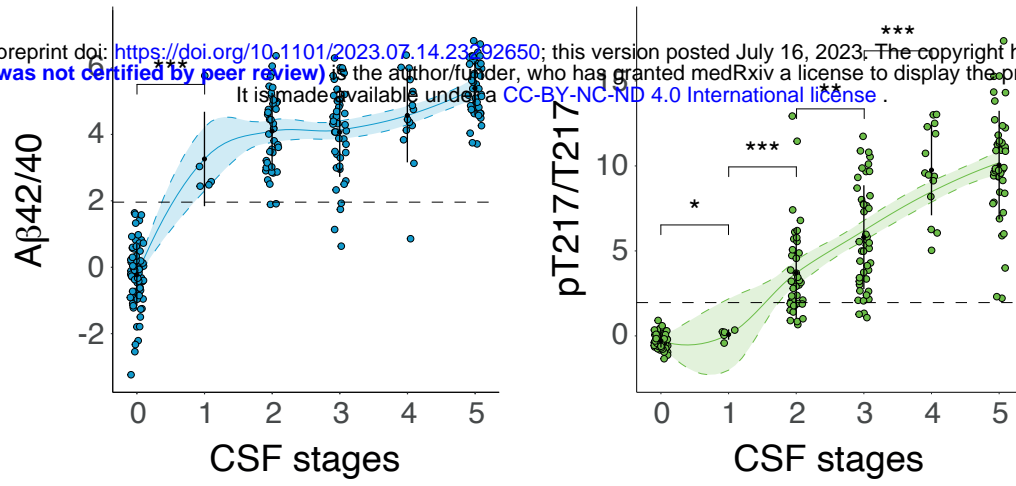 preprint doi: https://doi.org/10.1101/2023.07.14.23292650; this version posted July 16, 2023. The copyright h
was not certified by peer review) is the author/funder, who has granted medRxiv a license to display the pr
It is made available under a CC-BY-NC-ND 4.0 International license .
Aβ42/40
6
4
2
0
-2
***
0 1 2 3 4 5
CSF stages
pT217/T217
15
10
5
0
*
***
**
***
0 1 2 3 4 5
CSF stages